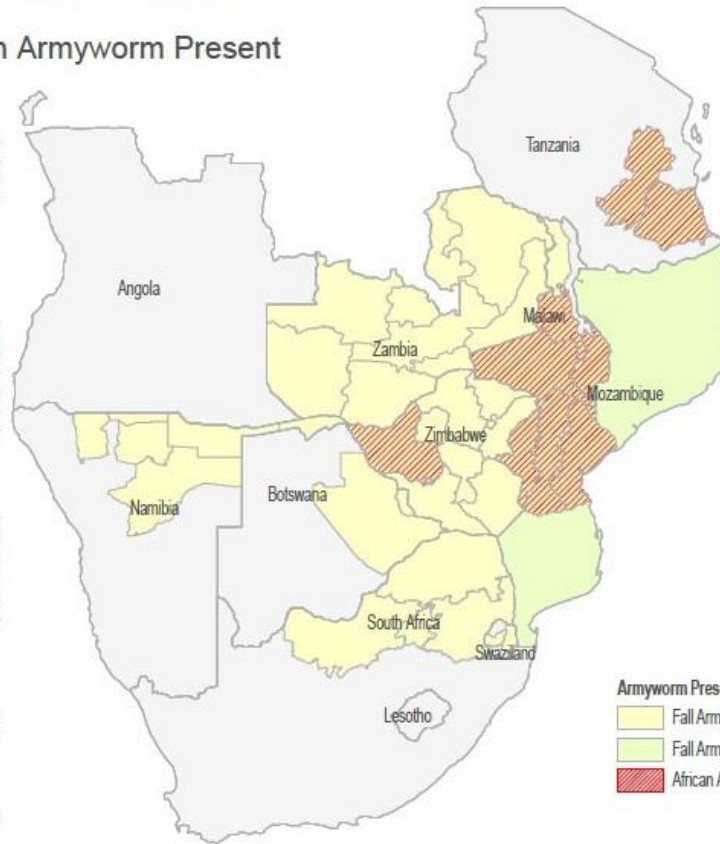 Armyworm Present
Tanzania
Angola
Malawi
Zambia
Mozambique
Zimbabwe
Botswana
Namibia
South Africa
Swaziland
Lesotho
Armyworm Pres
Fall Arm
Fall Arm
African A